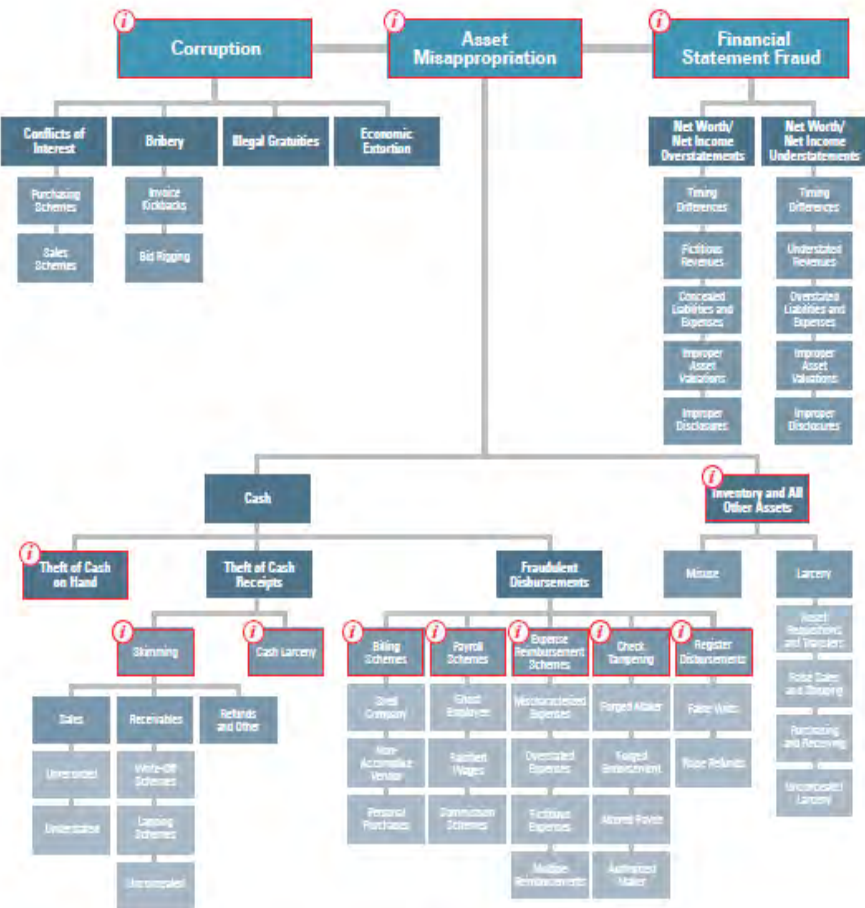 i
Corruption
i
Asset
Misappropriation
i
Financial
Statement Fraud
Conflicts of
Interest
Bribery
Illegal Gratuities
Economic
Extortion
Net Worth/
Net Income
Overstatements
Net Worth/
Net Income
Understatements
Purchasing
Schemes
Sales
Schemes
Invoice
Kickbacks
Bid Rigging
Timing
Differences
Fictitious
Revenues
Concealed
Liabilities and
Expenses
Improper
Asset
Valuations
Improper
Disclosures
Timing
Differences
Understated
Revenues
Overstated
Liabilities and
Expenses
Improper
Asset
Valuations
Improper
Disclosures
Cash
i
Inventory and All
Other Assets
i
Theft of Cash
on Hand
Theft of Cash
Receipts
Fraudulent
Disbursements
Misuse
Larceny
i
Skimming
i
Cash Larceny
i
Billing
Schemes
i
Payroll
Schemes
i
Expense
Reimbursement
Schemes
i
Check
Tampering
i
Register
Disbursements
Asset
Requisitions
and Transfers
False Sales
and Shipping
Purchasing
and Receiving
Unconcealed
Larceny
Sales
Receivables
Refunds
and Other
Unrecorded
Understated
Write-Off
Schemes
Lapping
Schemes
Unconcealed
Shell
Company
Non-
Accomplice
Vendor
Personal
Purchases
Ghost
Employee
Falsified
Wages
Commission
Schemes
Mischaracterized
Expenses
Overstated
Expenses
Fictitious
Expenses
Multiple
Reimbursements
Forged Maker
Forged
Endorsement
Altered Payee
Authorized
Maker
False Voids
False Refunds